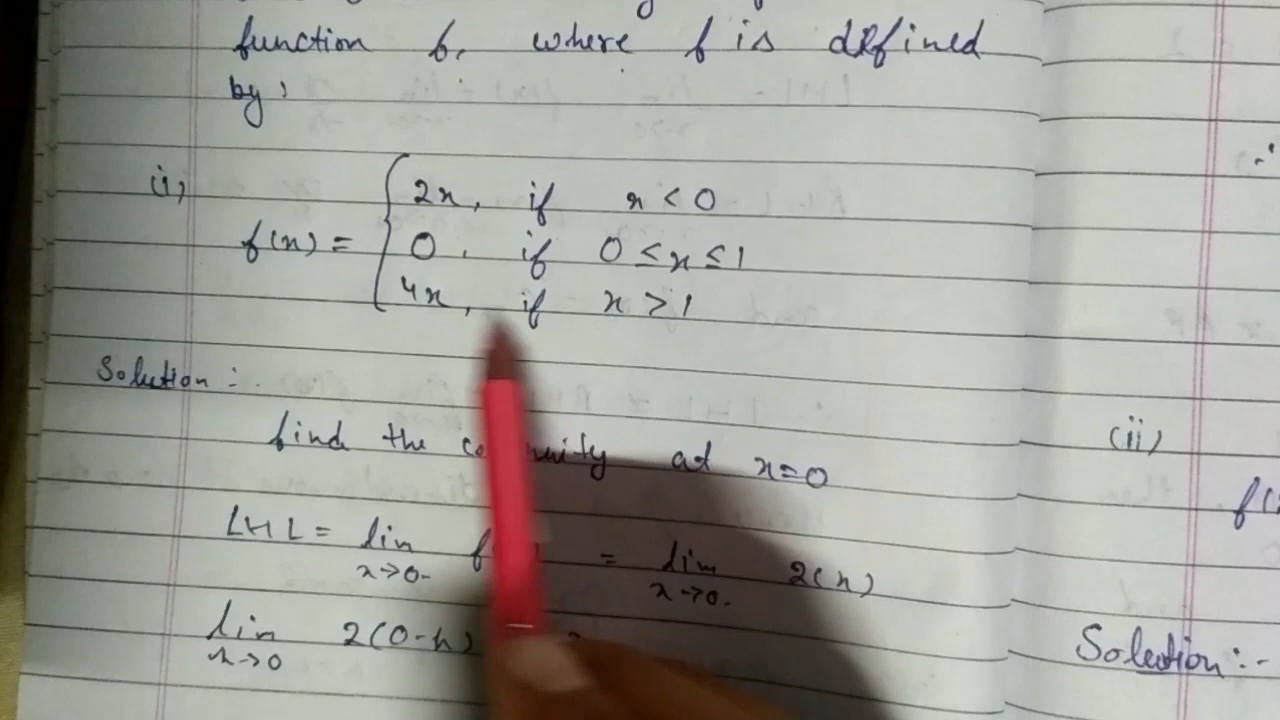 function f, where f is defined
by:
(i)
2x, if x < 0
f(x) = 0, if 0 ≤ x ≤ 1
4x, if x > 1
Solution:
find the at x=0
LHL = lim = lim 2(x)
x→0- x→0-
lim 2(0-h)
x→0
(ii)
Solution:-